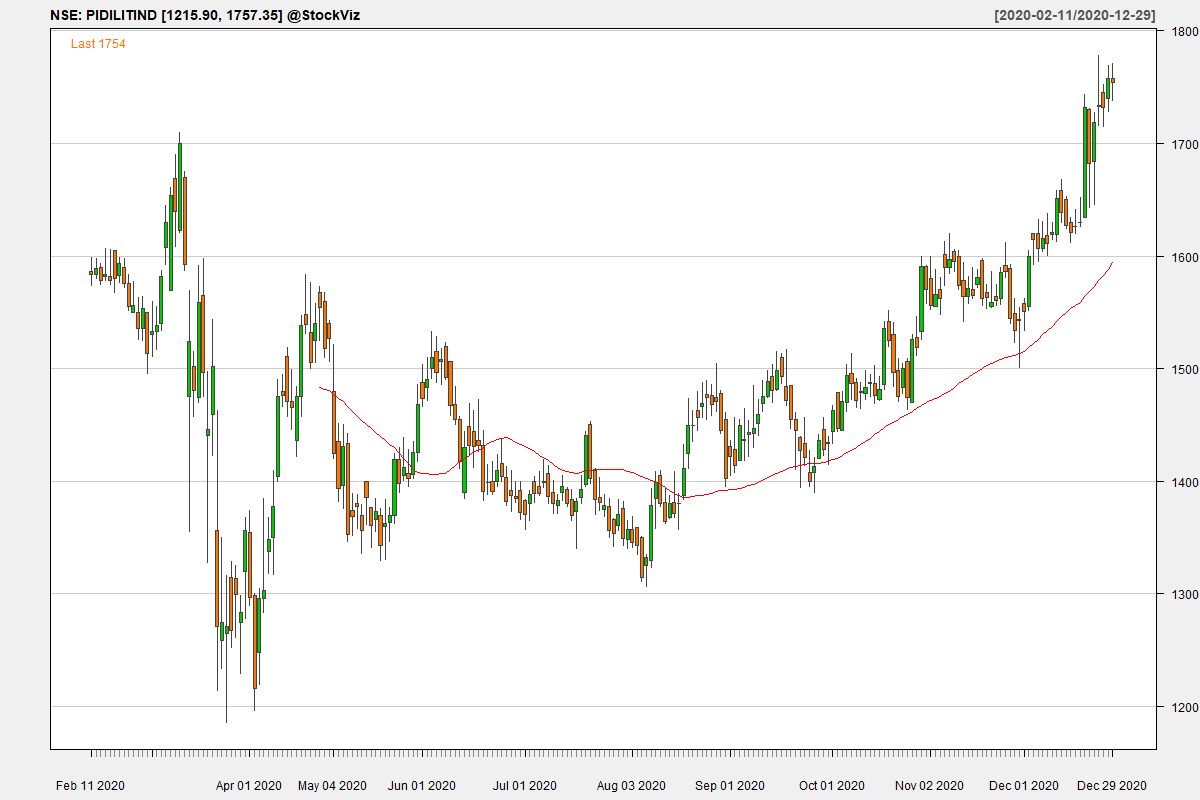 NSE: PIDILITIND [1215.90, 1757.35] @StockViz [2020-02-11/2020-12-29]
Last 1754
1800
1700
1600
1500
1400
1300
1200
Feb 11 2020 Apr 01 2020 May 04 2020 Jun 01 2020 Jul 01 2020 Aug 03 2020 Sep 01 2020 Oct 01 2020 Nov 02 2020 Dec 01 2020 Dec 29 2020